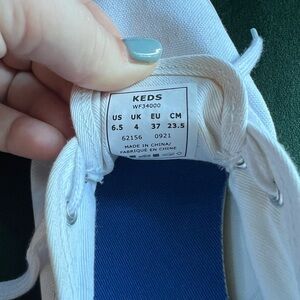 KEDS
WF34000
US UK EU CM
6.5 4 37 23.5
62156 0921
MADE IN CHINA/
FABRIQUÉ EN CHINE